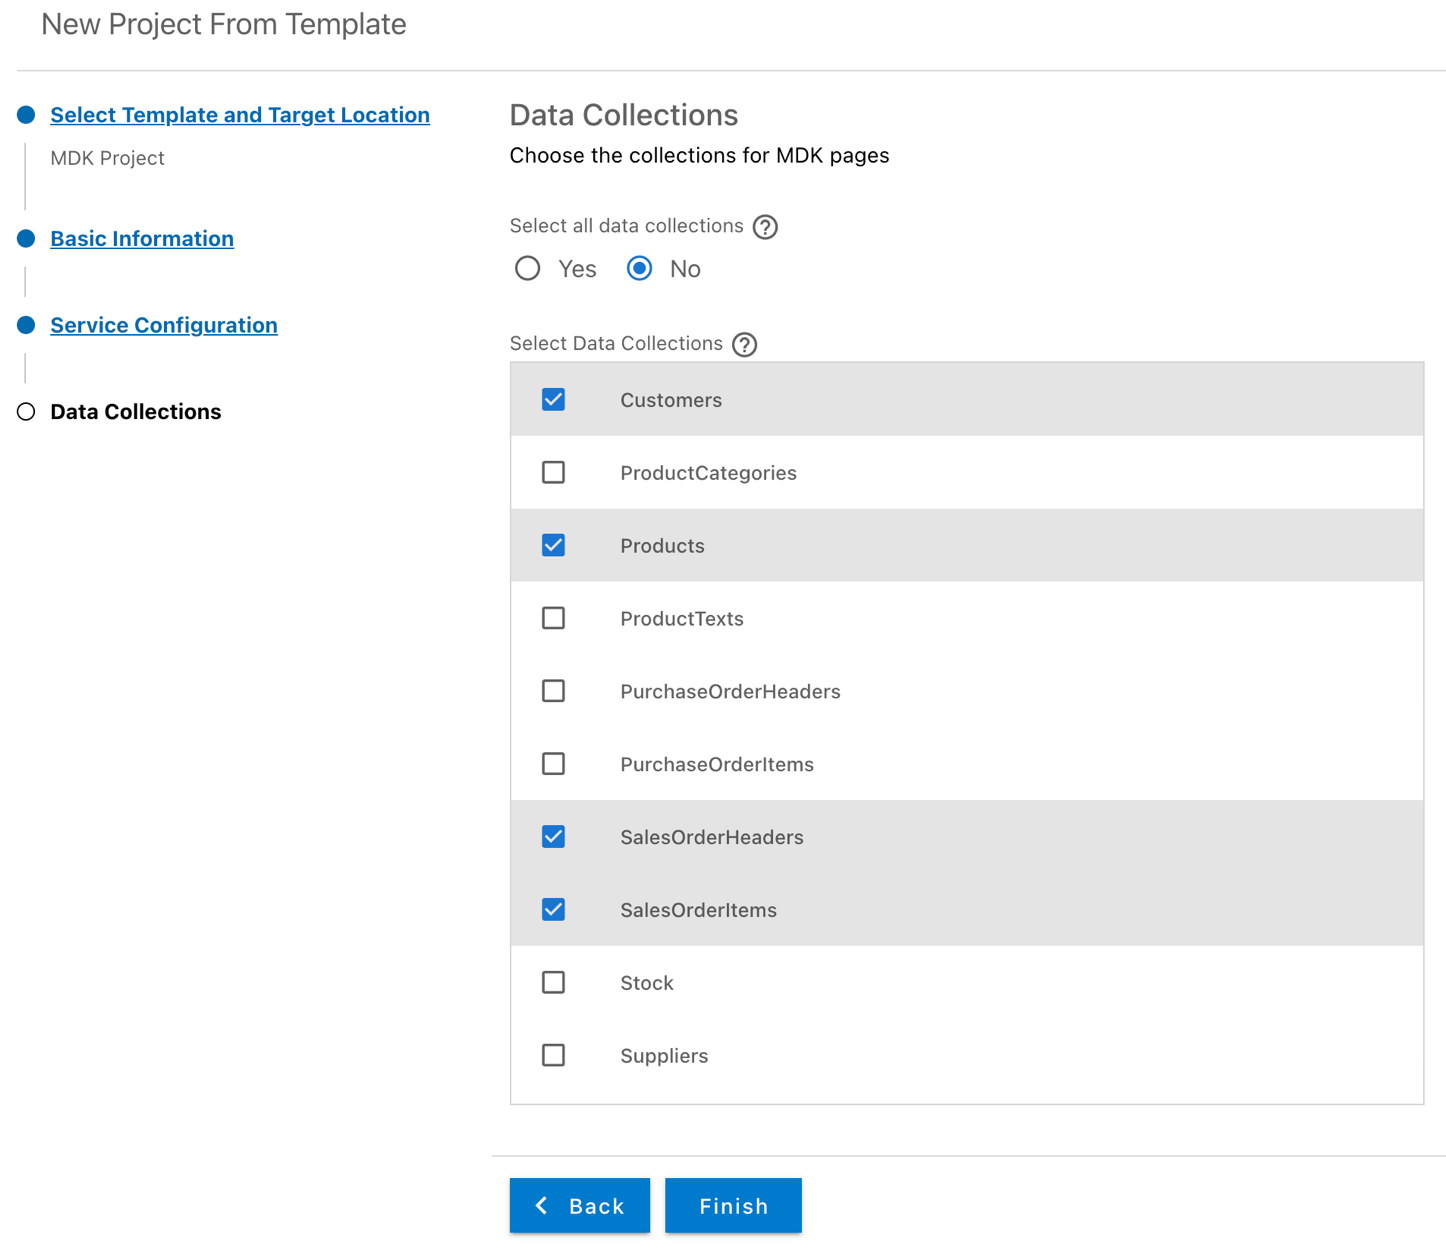 New Project From Template
Select Template and Target Location
MDK Project
Basic Information
Service Configuration
Data Collections
Data Collections
Choose the collections for MDK pages
Select all data collections ?
Yes No
Select Data Collections ?
Customers
ProductCategories
Products
ProductTexts
PurchaseOrderHeaders
PurchaseOrderItems
SalesOrderHeaders
SalesOrderItems
Stock
Suppliers
Back Finish